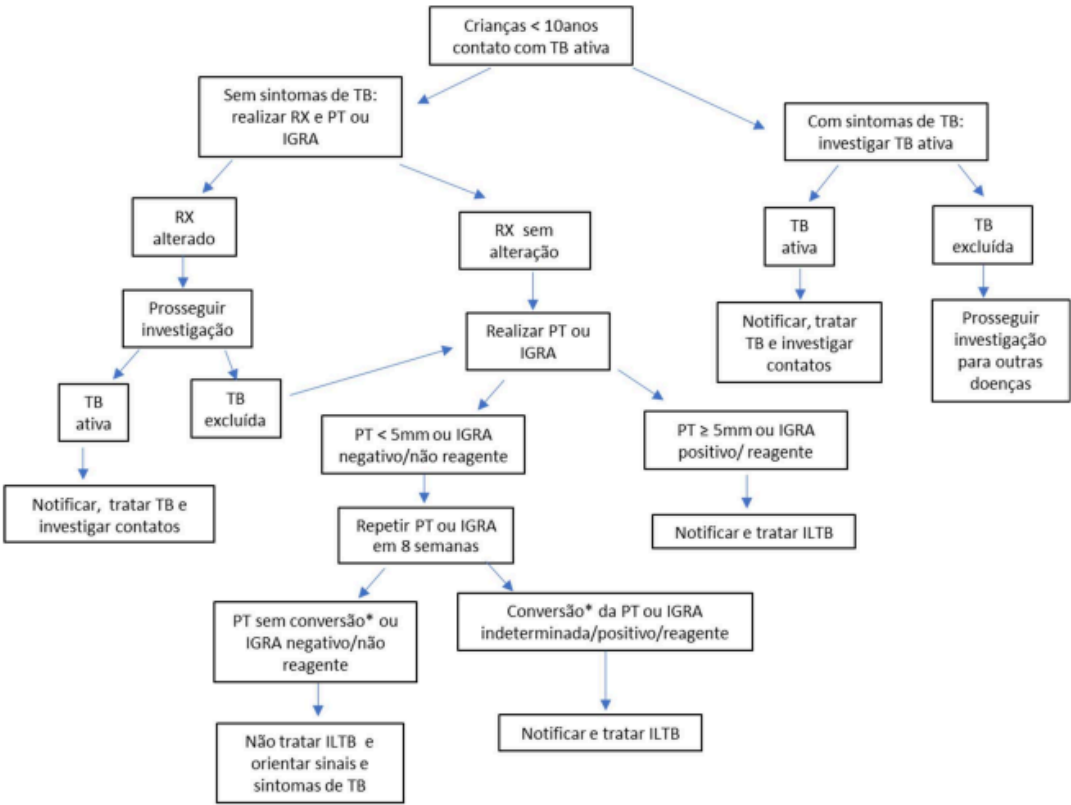 Crianças < 10anos
contato com TB ativa
Sem sintomas de TB:
realizar RX e PT ou
IGRA
Com sintomas de TB:
investigar TB ativa
RX
alterado
RX sem
alteração
TB
ativa
TB
excluída
Prosseguir
investigação
Realizar PT ou
IGRA
Notificar, tratar
TB e investigar
contatos
Prosseguir
investigação
para outras
doenças
TB
ativa
TB
excluída
PT < 5mm ou IGRA
negativo/não reagente
PT ≥ 5mm ou IGRA
positivo/ reagente
Notificar, tratar TB e
investigar contatos
Repetir PT ou IGRA
em 8 semanas
Notificar e tratar ILTB
PT sem conversão* ou
IGRA negativo/não
reagente
Conversão* da PT ou IGRA
indeterminada/positivo/reagente
Não tratar ILTB e
orientar sinais e
sintomas de TB
Notificar e tratar ILTB